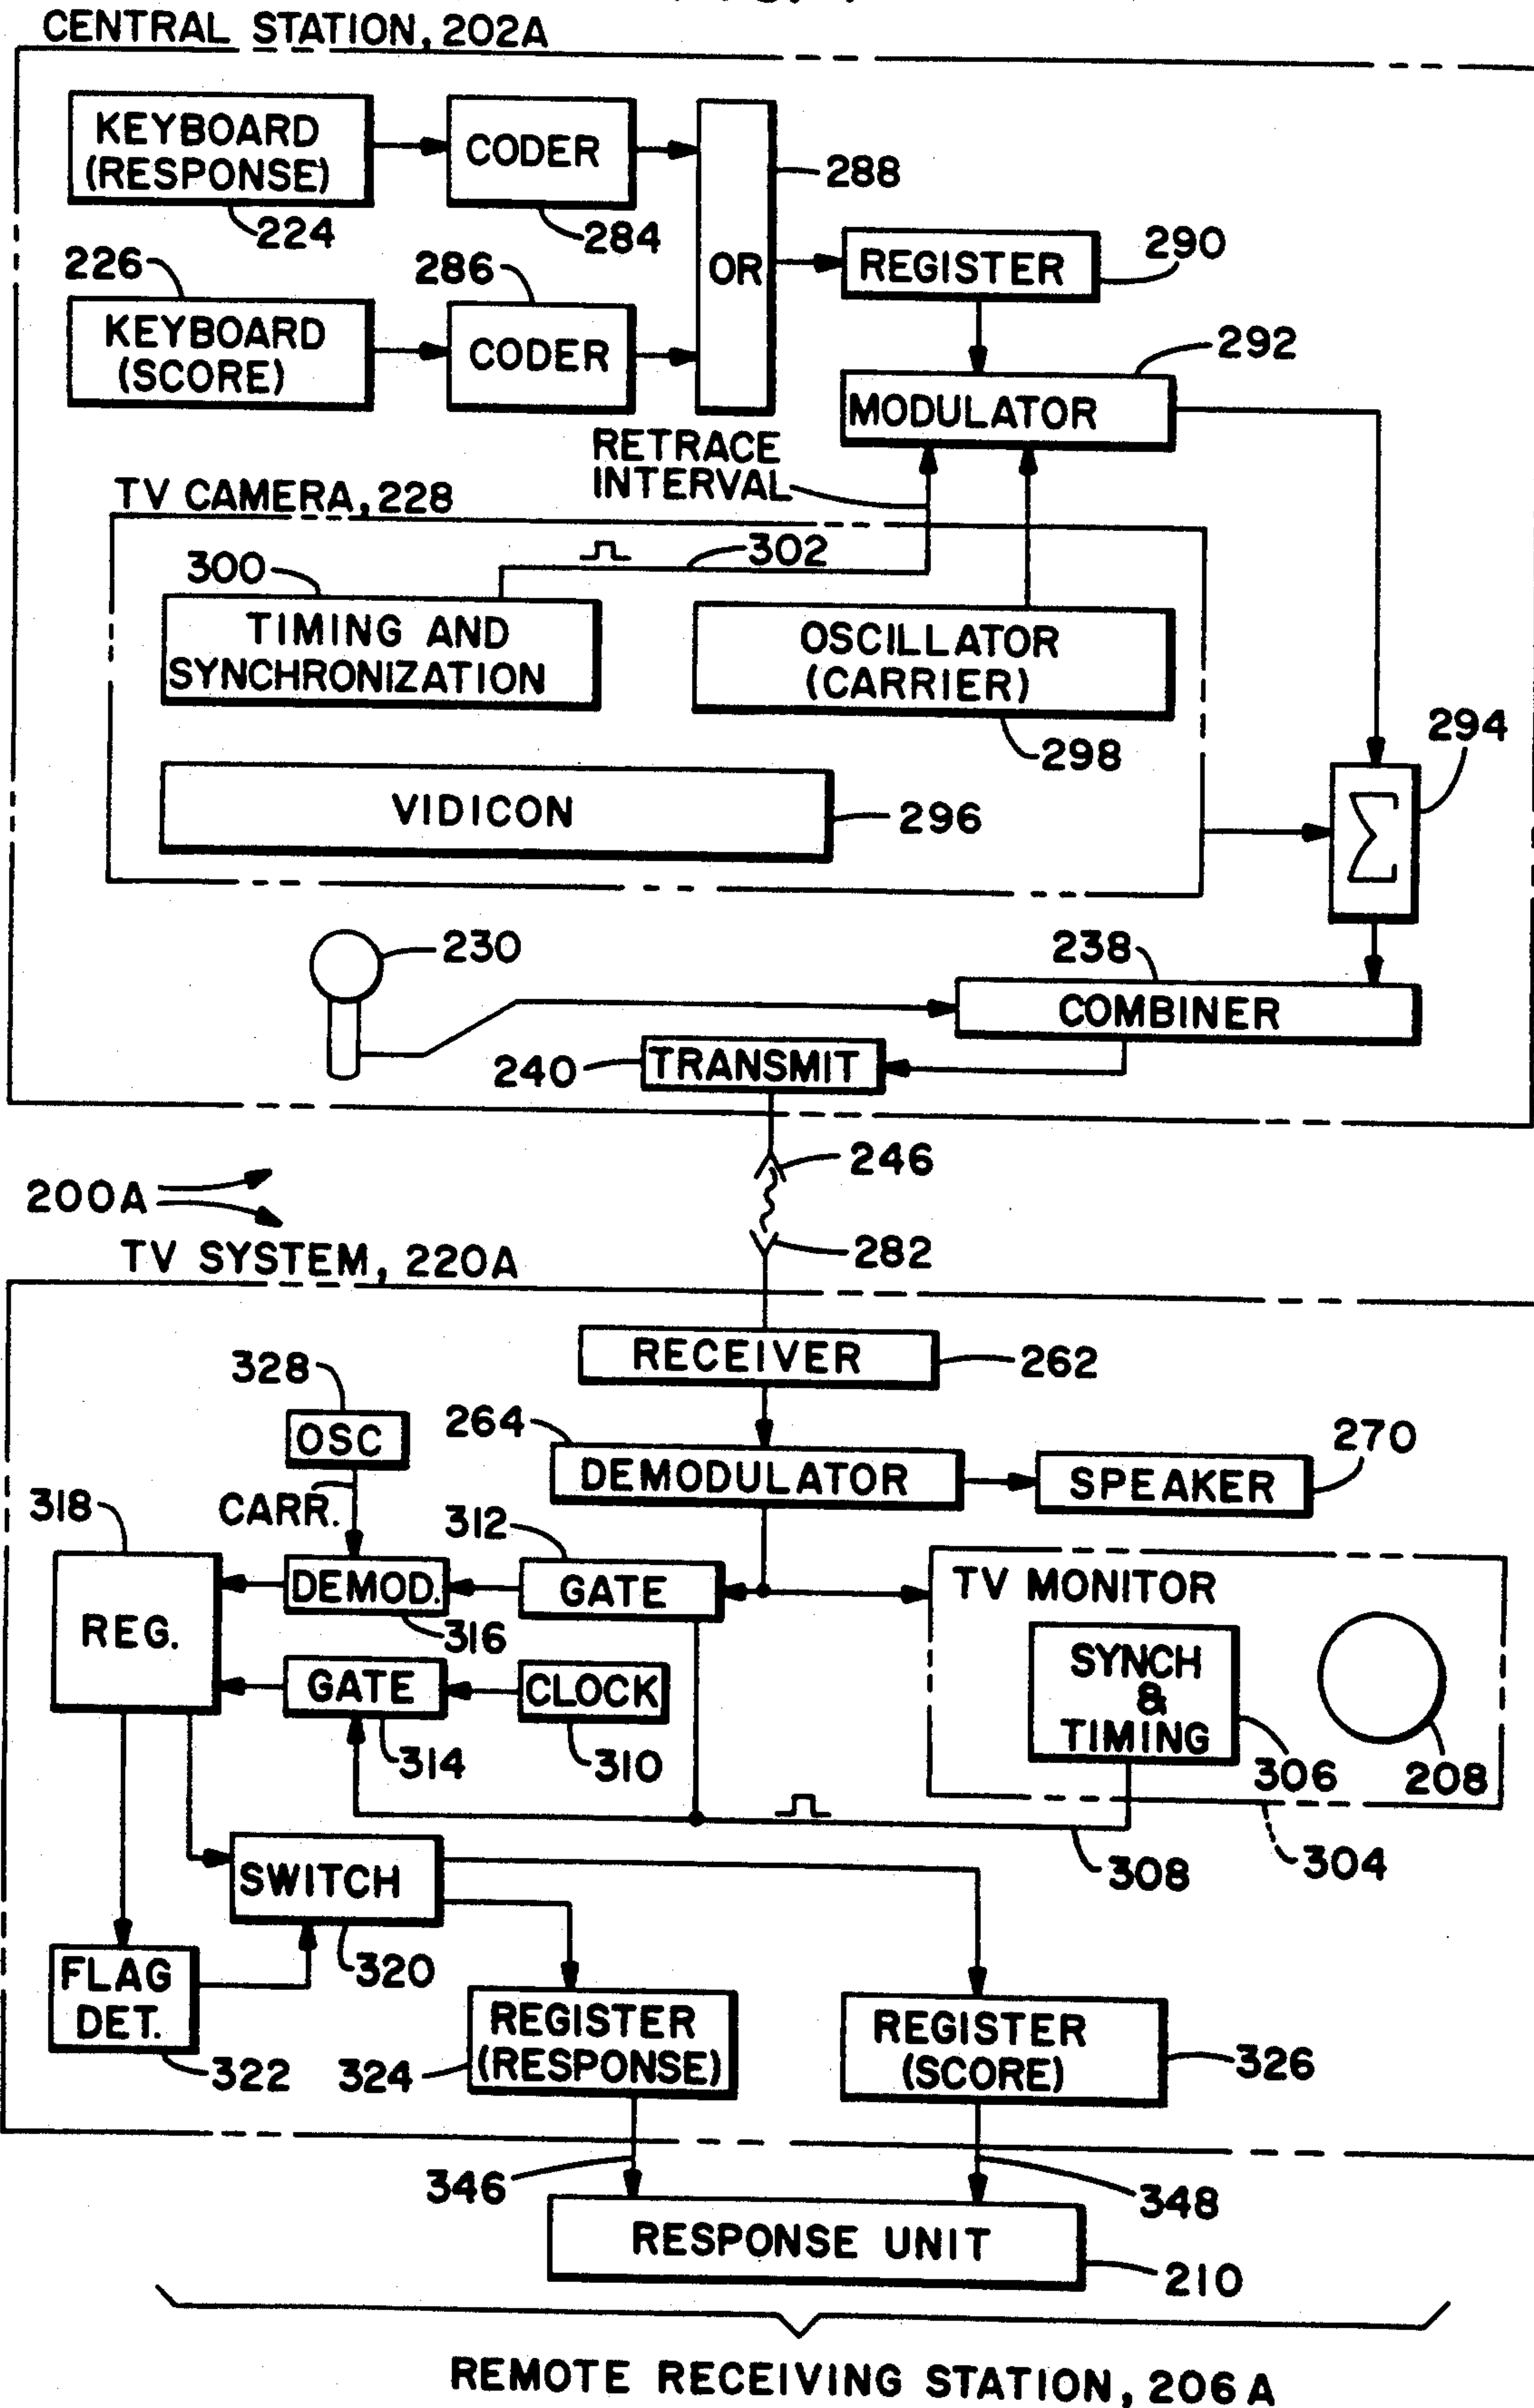 CENTRAL STATION, 202A
KEYBOARD
(RESPONSE)
224
CODER
284
OR
288
226
KEYBOARD
(SCORE)
286
CODER
REGISTER
290
292
MODULATOR
RETRACE
INTERVAL
TV CAMERA, 228
302
300
TIMING AND
SYNCHRONIZATION
OSCILLATOR
(CARRIER)
298
294
Σ
VIDICON
296
230
238
COMBINER
240
TRANSMIT
246
200A
282
TV SYSTEM, 220A
RECEIVER
262
328
OSC
CARR.
264
DEMODULATOR
270
SPEAKER
318
REG.
312
DEMOD.
316
GATE
TV MONITOR
SYNCH
&
TIMING
306
208
GATE
314
CLOCK
310
308
304
SWITCH
320
FLAG
DET.
322
324
REGISTER
(RESPONSE)
REGISTER
(SCORE)
326
346
348
RESPONSE UNIT
210
REMOTE RECEIVING STATION, 206A